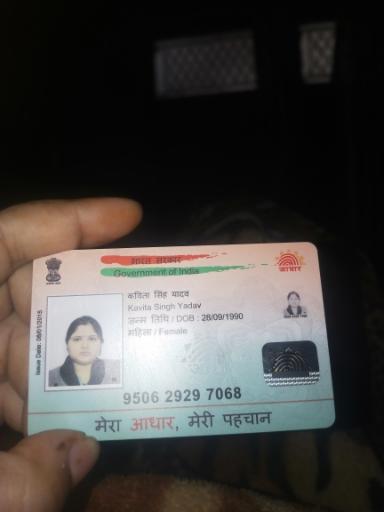 भारत सरकार
Government of India
आधार
कविता सिंह यादव
Kavita Singh Yadav
जन्म तिथि / DOB : 28/09/1990
महिला / Female
Issue Date: 08/01/2015
9506 2929 7068
मेरा आधार, मेरी पहचान